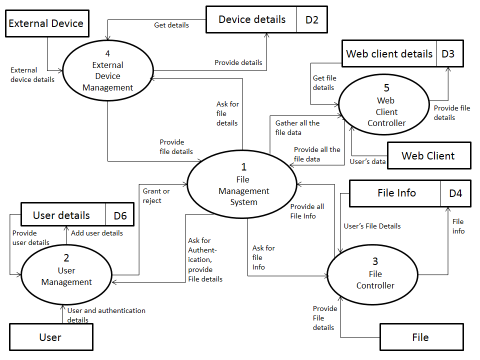 External Device
Device details
D2
Get details
Web client details
D3
4
External
Device
Management
External
device details
Provide details
Get file
details
5
Web
Client
Controller
Ask for
file
details
Provide file
details
Gather all the
file data
Provide
file details
Provide all the
file data
User's data
Web Client
1
File
Management
System
Grant or
reject
File Info
D4
User details
D6
Provide all
File Info
User's File Details
File
Info
Provide
user details
Add user details
2
User
Management
Ask for
Authent-
ication,
provide
File details
Ask for
file
Info
3
File
Controller
User and authentication
details
Provide
File
details
User
File